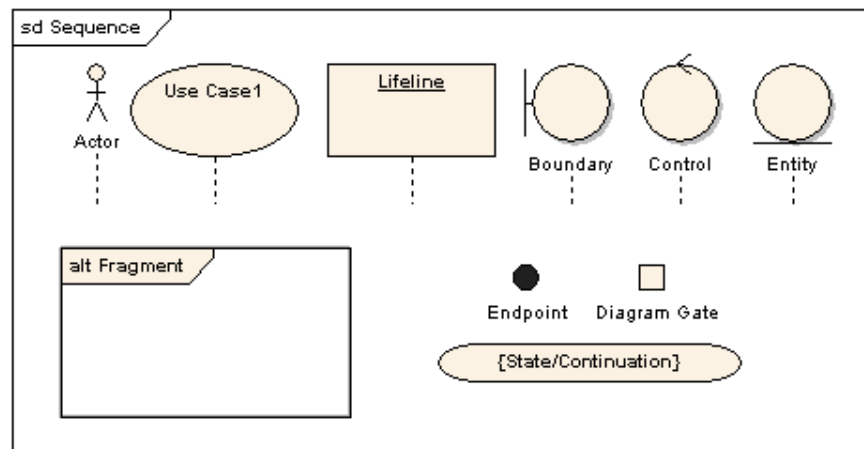 sd Sequence
Use Case1
Lifeline
Actor
Boundary
Control
Entity
alt Fragment
Endpoint
Diagram Gate
{State/Continuation}